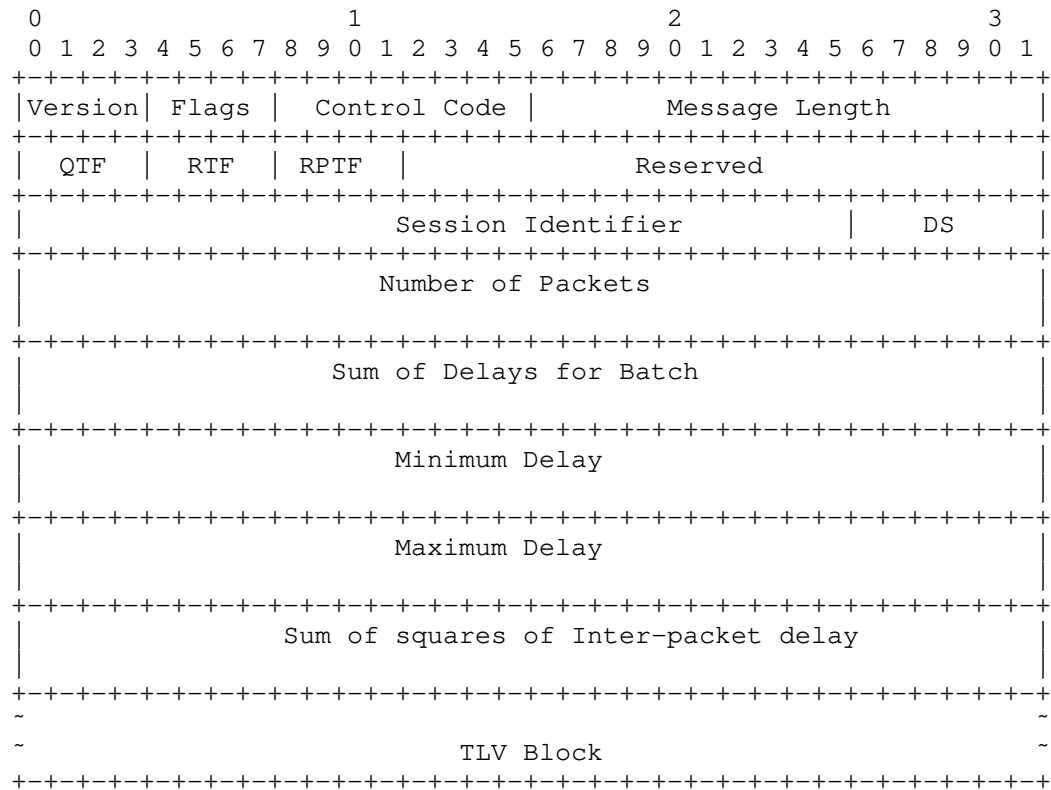 0                   1                   2                   3
 0 1 2 3 4 5 6 7 8 9 0 1 2 3 4 5 6 7 8 9 0 1 2 3 4 5 6 7 8 9 0 1
+-+-+-+-+-+-+-+-+-+-+-+-+-+-+-+-+-+-+-+-+-+-+-+-+-+-+-+-+-+-+-+-+
|Version| Flags |  Control Code |        Message Length         |
+-+-+-+-+-+-+-+-+-+-+-+-+-+-+-+-+-+-+-+-+-+-+-+-+-+-+-+-+-+-+-+-+
|  QTF  |  RTF  | RPTF  |              Reserved                 |
+-+-+-+-+-+-+-+-+-+-+-+-+-+-+-+-+-+-+-+-+-+-+-+-+-+-+-+-+-+-+-+-+
|                       Session Identifier          |    DS     |
+-+-+-+-+-+-+-+-+-+-+-+-+-+-+-+-+-+-+-+-+-+-+-+-+-+-+-+-+-+-+-+-+
|                      Number of Packets                        |
|                                                               |
+-+-+-+-+-+-+-+-+-+-+-+-+-+-+-+-+-+-+-+-+-+-+-+-+-+-+-+-+-+-+-+-+
|                   Sum of Delays for Batch                     |
|                                                               |
+-+-+-+-+-+-+-+-+-+-+-+-+-+-+-+-+-+-+-+-+-+-+-+-+-+-+-+-+-+-+-+-+
|                       Minimum Delay                           |
|                                                               |
+-+-+-+-+-+-+-+-+-+-+-+-+-+-+-+-+-+-+-+-+-+-+-+-+-+-+-+-+-+-+-+-+
|                       Maximum Delay                           |
|                                                               |
+-+-+-+-+-+-+-+-+-+-+-+-+-+-+-+-+-+-+-+-+-+-+-+-+-+-+-+-+-+-+-+-+
|                Sum of squares of Inter-packet delay           |
|                                                               |
+-+-+-+-+-+-+-+-+-+-+-+-+-+-+-+-+-+-+-+-+-+-+-+-+-+-+-+-+-+-+-+-+
~                                                               ~
~                           TLV Block                           ~
+-+-+-+-+-+-+-+-+-+-+-+-+-+-+-+-+-+-+-+-+-+-+-+-+-+-+-+-+-+-+-+-+